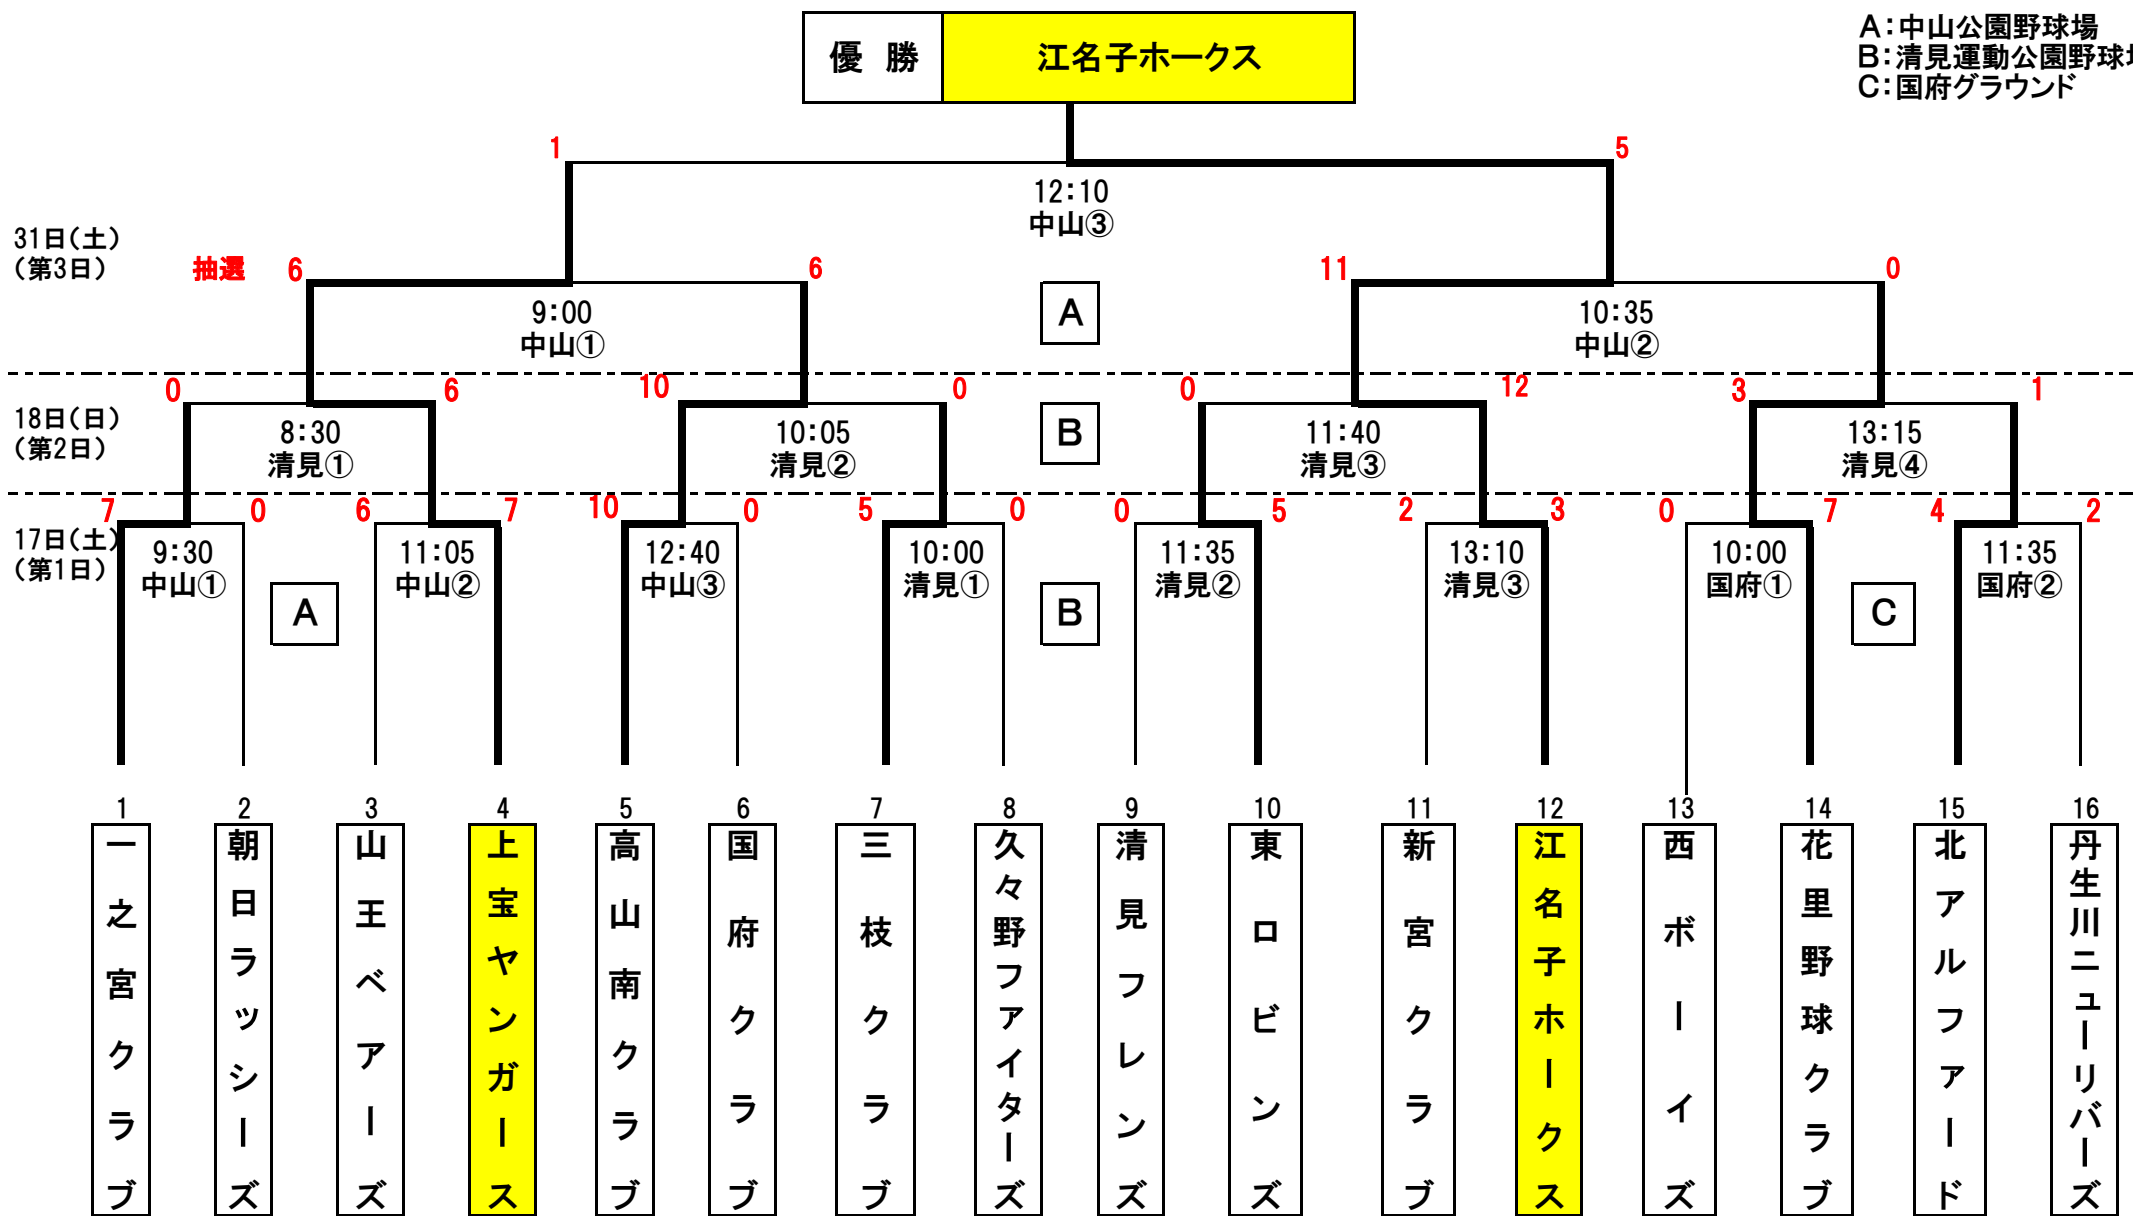 優勝
江名子ホークス
A:中山公園野球場
B:清見運動公園野球場
C:国府グラウンド
1
5
12:10
中山③
31日(土)
(第3日)
抽選
6
6
11
0
9:00
中山①
A
10:35
中山②
0
6
10
0
0
12
3
1
18日(日)
(第2日)
8:30
清見①
10:05
清見②
B
11:40
清見③
13:15
清見④
7
0
6
7
10
0
5
0
0
5
2
3
0
7
4
2
17日(土)
(第1日)
9:30
中山①
11:05
中山②
12:40
中山③
10:00
清見①
11:35
清見②
13:10
清見③
10:00
国府①
11:35
国府②
A
B
C
1
一之宮クラブ
2
朝日ラッシーズ
3
山王ベアーズ
4
上宝ヤンガース
5
高山南クラブ
6
国府クラブ
7
三枝クラブ
8
久々野ファイターズ
9
清見フレンズ
10
東ロビンズ
11
新宮クラブ
12
江名子ホークス
13
西ボーイズ
14
花里野球クラブ
15
北アルファード
16
丹生川ニューリバーズ